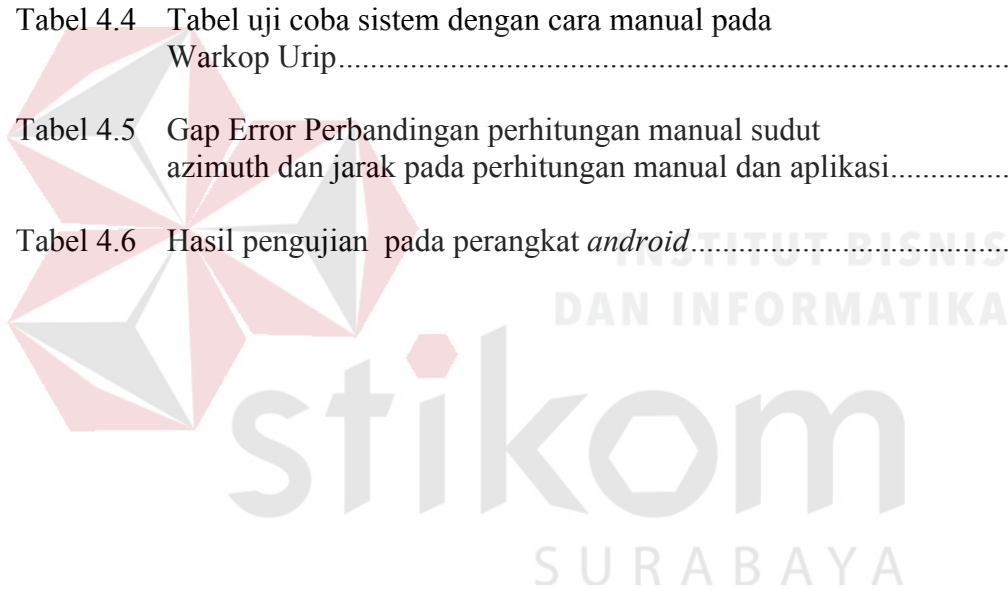 Tabel 4.4 Tabel uji coba sistem dengan cara manual pada
Warkop Urip....................................................................................
Tabel 4.5 Gap Error Perbandingan perhitungan manual sudut
azimuth dan jarak pada perhitungan manual dan aplikasi...............
Tabel 4.6 Hasil pengujian pada perangkat android........................................
INSTITUT BISNIS
DAN INFORMATIKA
stikom
SURABAYA